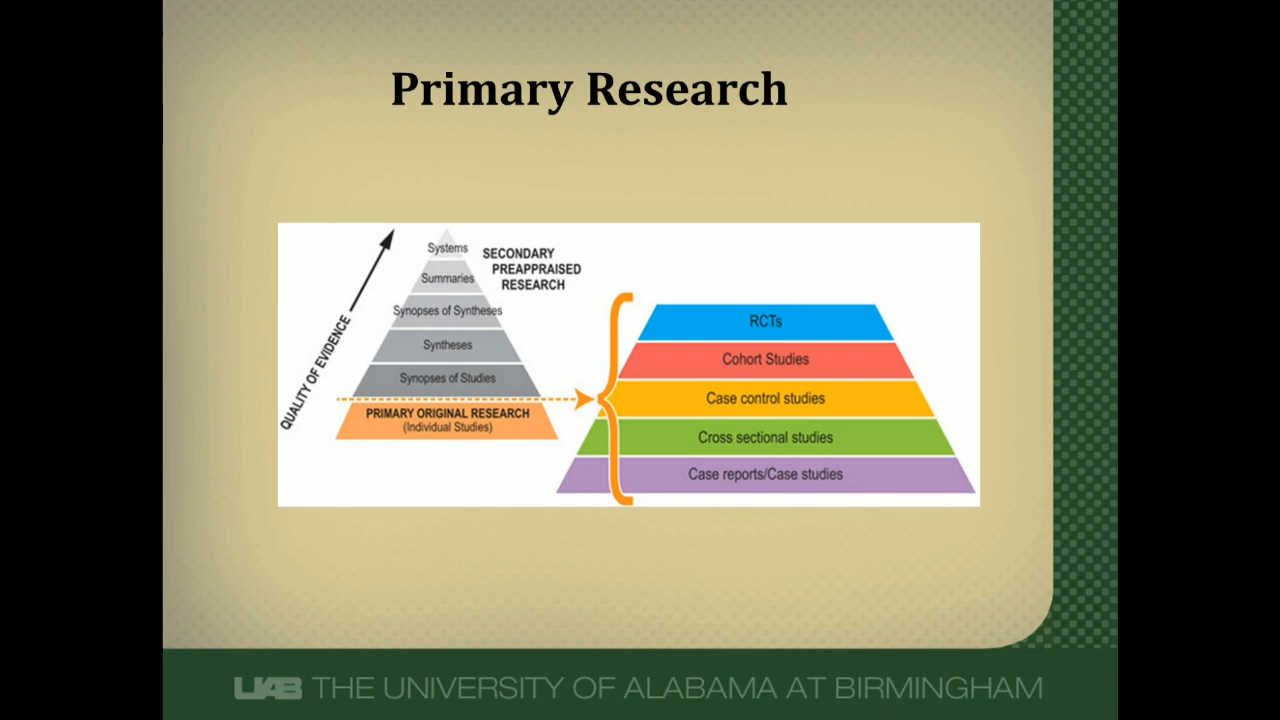 Primary Research
QUALITY OF EVIDENCE
Systems
Summaries
Synopses of Syntheses
Syntheses
Synopses of Studies
PRIMARY ORIGINAL RESEARCH
(Individual Studies)
SECONDARY
PREAPPRAISED
RESEARCH
RCTs
Cohort Studies
Case control studies
Cross sectional studies
Case reports/Case studies
UAB THE UNIVERSITY OF ALABAMA AT BIRMINGHAM